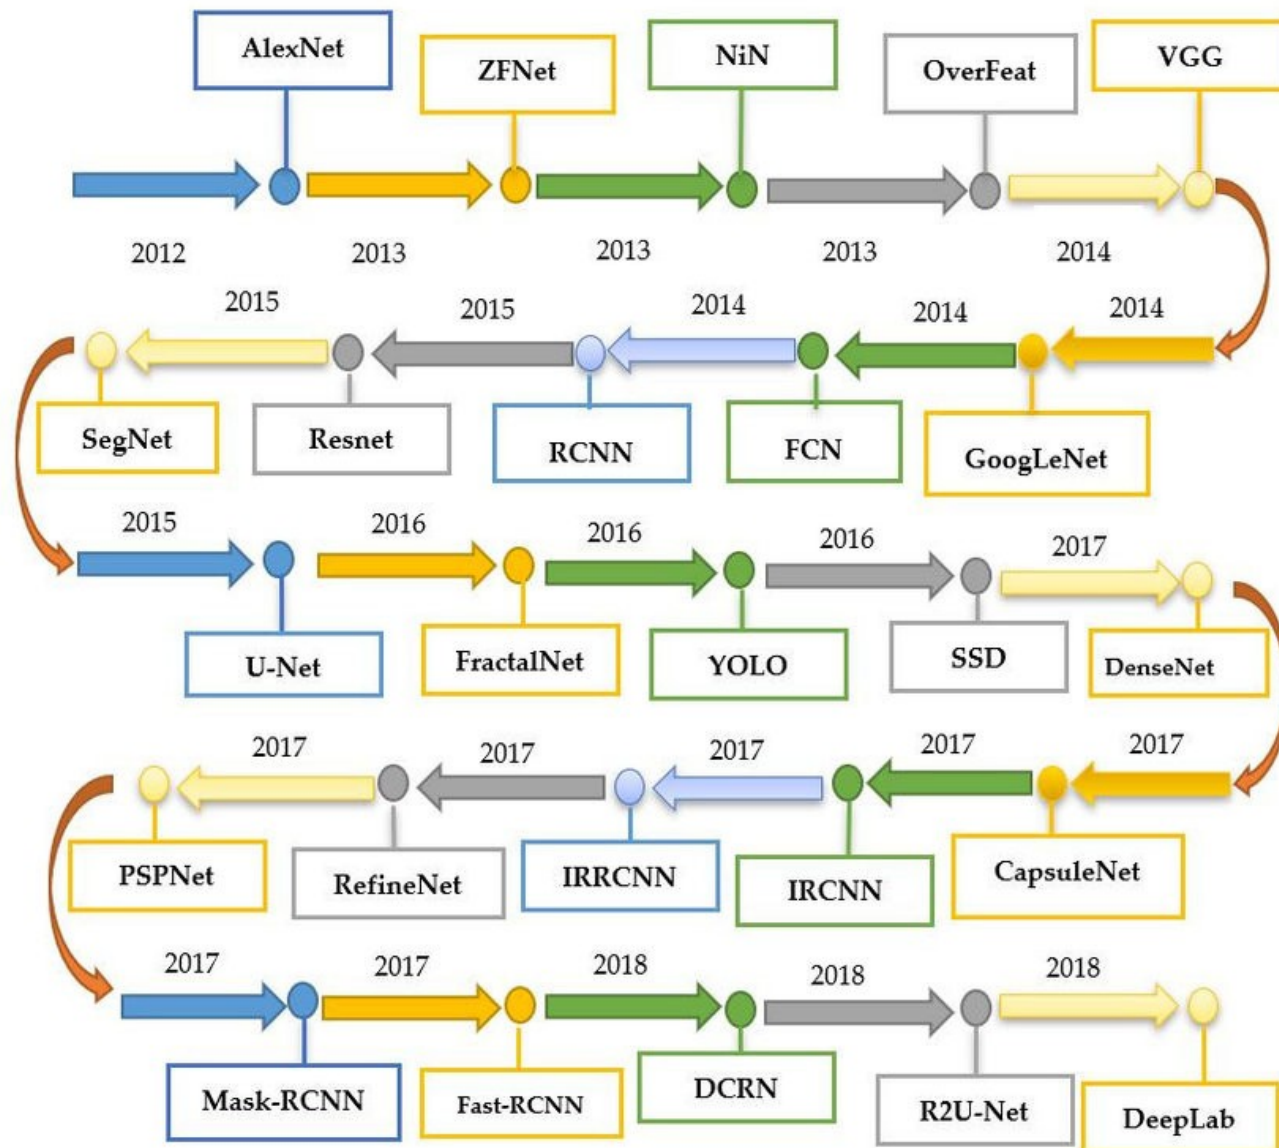 AlexNet
ZFNet
NiN
OverFeat
VGG
2012
2013
2013
2013
2014
2015
2015
2014
2014
2014
SegNet
Resnet
RCNN
FCN
GoogLeNet
2015
2016
2016
2016
2017
U-Net
FractalNet
YOLO
SSD
DenseNet
2017
2017
2017
2017
2017
PSPNet
RefineNet
IRRCNN
IRCNN
CapsuleNet
2017
2017
2018
2018
2018
Mask-RCNN
Fast-RCNN
DCRN
R2U-Net
DeepLab